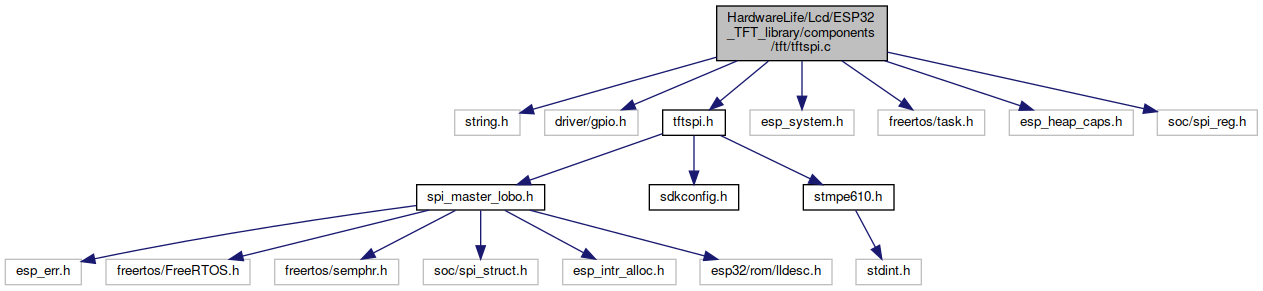 HardwareLife/Lcd/ESP32
_TFT_library/components
/tft/tftspi.c
string.h
driver/gpio.h
tftspi.h
esp_system.h
freertos/task.h
esp_heap_caps.h
soc/spi_reg.h
spi_master_lobo.h
sdkconfig.h
stmpe610.h
esp_err.h
freertos/FreeRTOS.h
freertos/semphr.h
soc/spi_struct.h
esp_intr_alloc.h
esp32/rom/lldesc.h
stdint.h